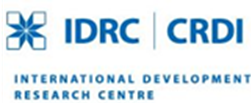 IDRC | CRDI
INTERNATIONAL DEVELOPMENT
RESEARCH CENTRE